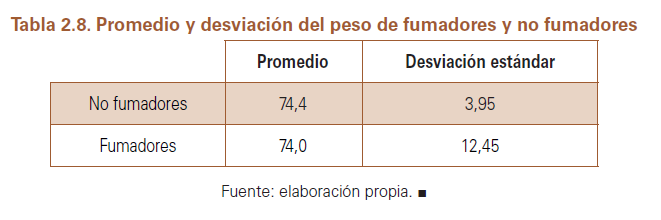 Tabla 2.8. Promedio y desviación del peso de fumadores y no fumadores
Promedio Desviación estándar
No fumadores 74,4 3,95
Fumadores 74,0 12,45
Fuente: elaboración propia. ■